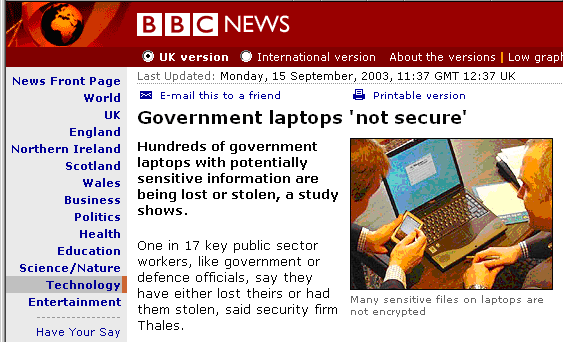 BBC NEWS
UK version International version About the versions | Low grap
Last Updated: Monday, 15 September, 2003, 11:37 GMT 12:37 UK
E-mail this to a friend Printable version
News Front Page
World
UK
England
Northern Ireland
Scotland
Wales
Business
Politics
Health
Education
Science/Nature
Technology
Entertainment
Have Your Say
Government laptops 'not secure'
Hundreds of government
laptops with potentially
sensitive information are
being lost or stolen, a study
shows.
One in 17 key public sector
workers, like government or
defence officials, say they
have either lost theirs or had
them stolen, said security firm
Thales.
Many sensitive files on laptops are
not encrypted